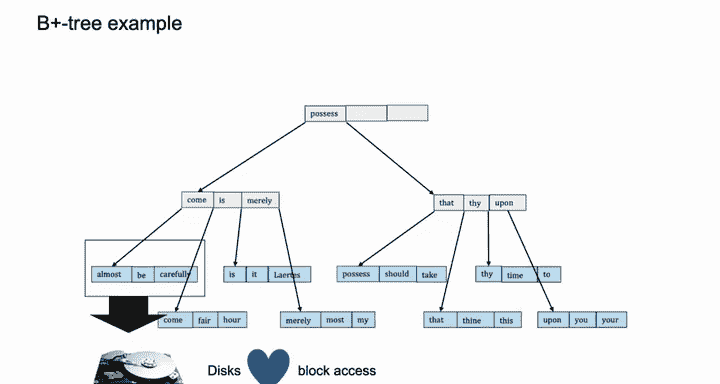 B+-tree example
possess
come is merely
that thy upon
almost be carefully
is it Laertes
possess should take
thy time to
come fair hour
merely most my
that thine this
upon you your
Disks block access